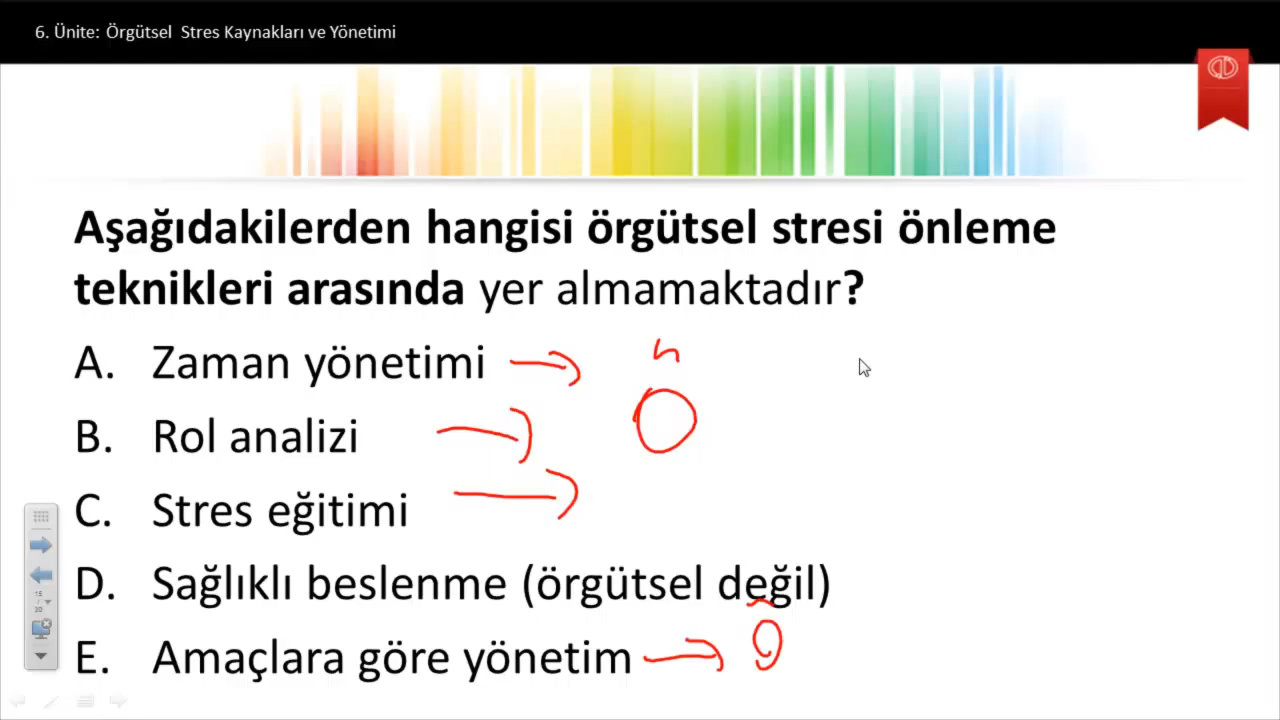 6. Ünite: Örgütsel Stres Kaynakları ve Yönetimi
Aşağıdakilerden hangisi örgütsel stresi önleme
teknikleri arasında yer almamaktadır?
A. Zaman yönetimi
B. Rol analizi
C. Stres eğitimi
D. Sağlıklı beslenme (örgütsel değil)
E. Amaçlara göre yönetim